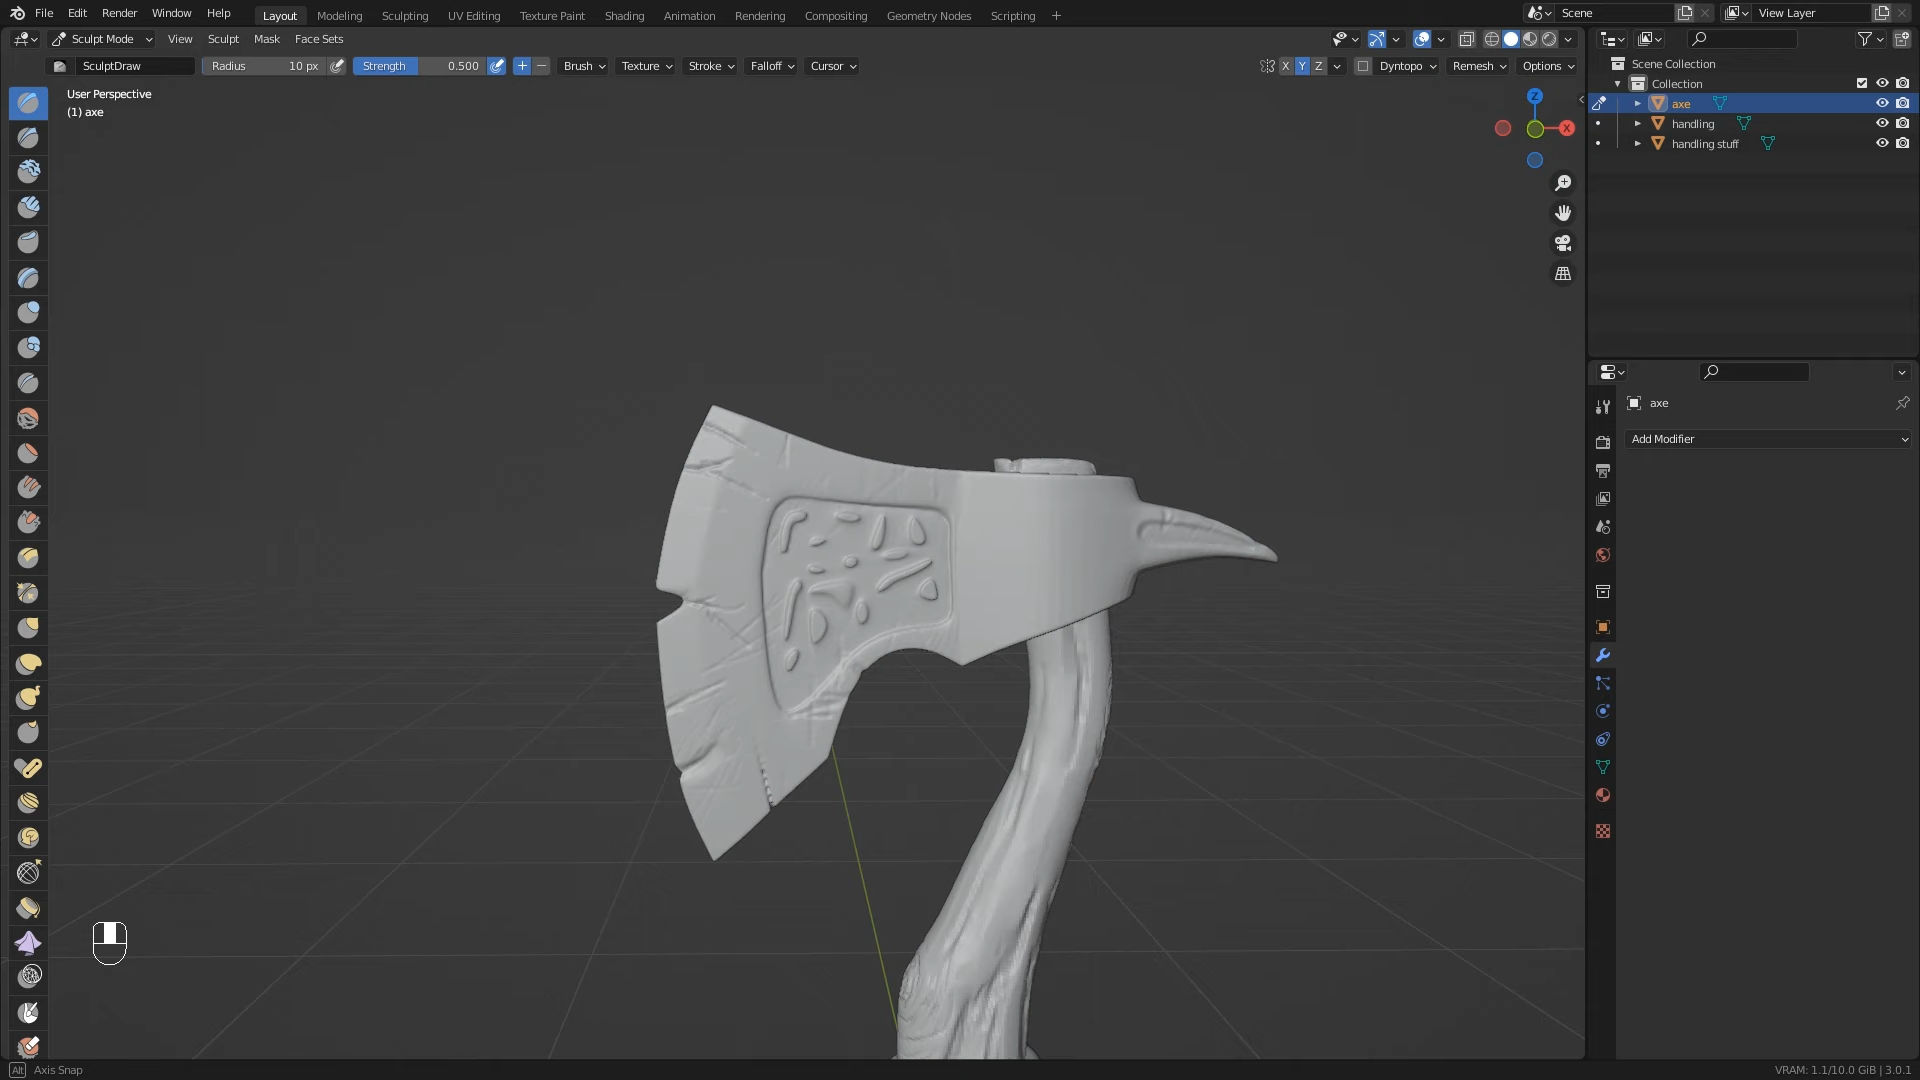 File Edit Render Window Help Layout Modeling Sculpting UV Editing Texture Paint Shading Animation Rendering Compositing Geometry Nodes Scripting + Scene View Layer
Sculpt Mode View Sculpt Mask Face Sets
SculptDraw Radius 10 px Strength 0.500 + − Brush Texture Stroke Falloff Cursor X Y Z Dyntopo Remesh Options
User Perspective
(1) axe
Z
X
Scene Collection
Collection
axe
handling
handling stuff
axe
Add Modifier
Alt Axis Snap
VRAM: 1.1/10.0 GiB | 3.0.1